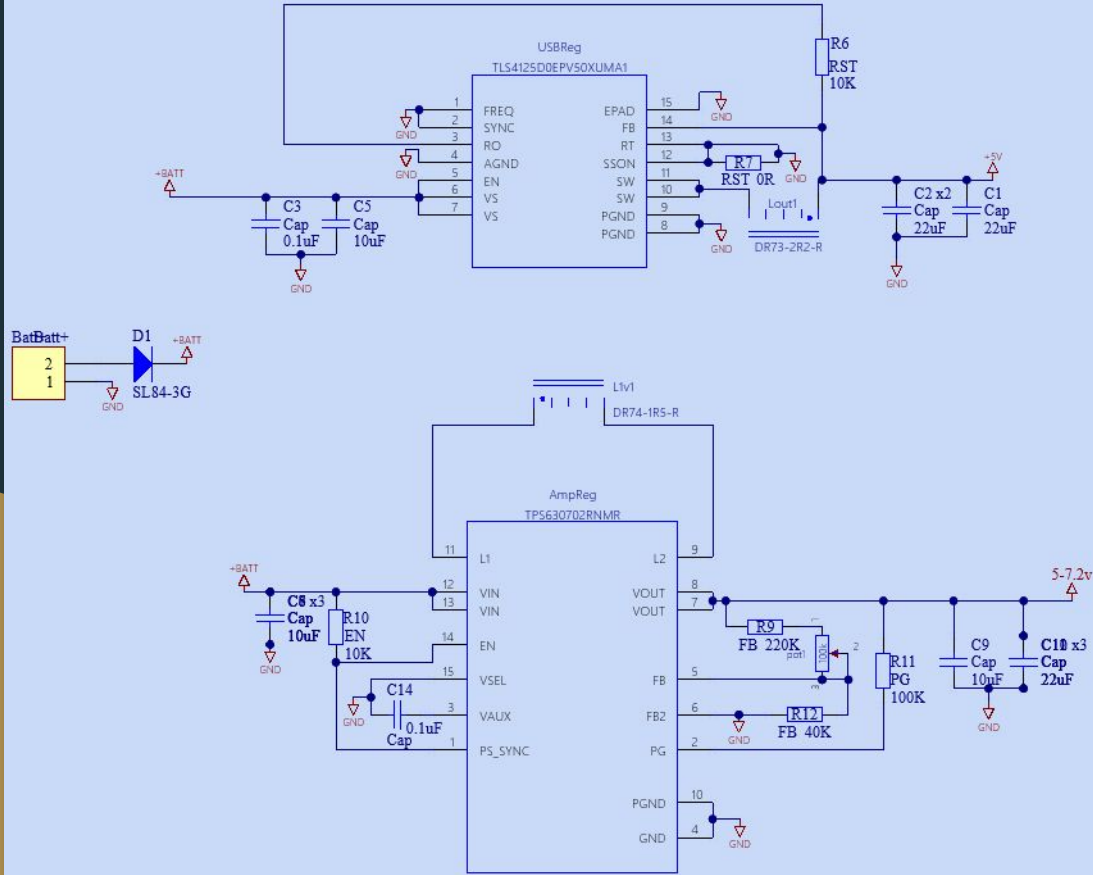 USBReg
TLS4125D0EPV50XUMA1
R6
RST
10K
1 FREQ
2 SYNC
3 RO
4 AGND
5 EN
6 VS
7 VS
EPAD 15
FB 14
RT 13
SSON 12
SW 11
SW 10
PGND 9
PGND 8
GND
GND
GND
GND
GND
R7
RST 0R
Lout1
DR73-2R2-R
+BATT
C3
Cap
0.1uF
C5
Cap
10uF
GND
+5V
C2 x2
Cap
22uF
C1
Cap
22uF
GND
Batt+
2
1
GND
D1
SL84-3G
+BATT
L1v1
DR74-1R5-R
AmpReg
TPS630702RNMR
11 L1
12 VIN
13 VIN
14 EN
15 VSEL
3 VAUX
1 PS_SYNC
L2 9
VOUT 8
VOUT 7
FB 5
FB2 6
PG 2
PGND 10
GND 4
+BATT
x3
Cap
10uF
GND
R10
EN
10K
GND
C14
0.1uF
Cap
R9
FB 220K
pot1
100k
1
2
3
R12
FB 40K
GND
R11
PG
100K
5-7.2v
C9
Cap
10uF
x3
Cap
22uF
GND
GND